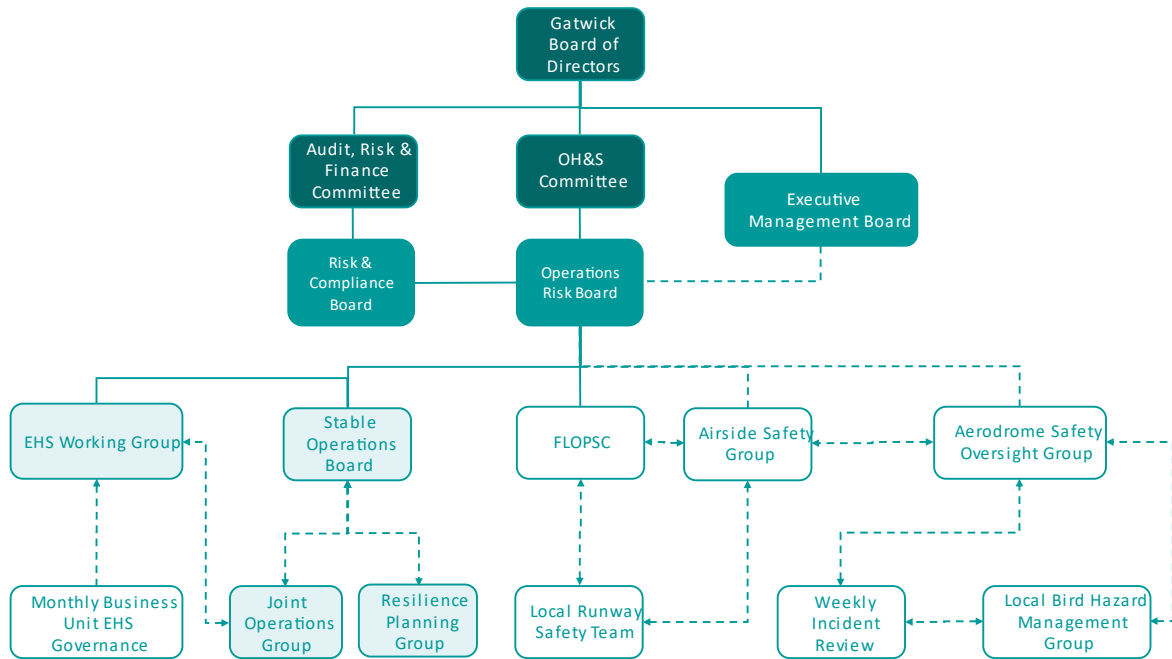 Gatwick
Board of
Directors
Audit, Risk &
Finance
Committee
OH&S
Committee
Executive
Management Board
Risk &
Compliance
Board
Operations
Risk Board
EHS Working Group
Stable
Operations
Board
FLOPSC
Airside Safety
Group
Aerodrome Safety
Oversight Group
Monthly Business
Unit EHS
Governance
Joint
Operations
Group
Resilience
Planning
Group
Local Runway
Safety Team
Weekly
Incident
Review
Local Bird Hazard
Management
Group